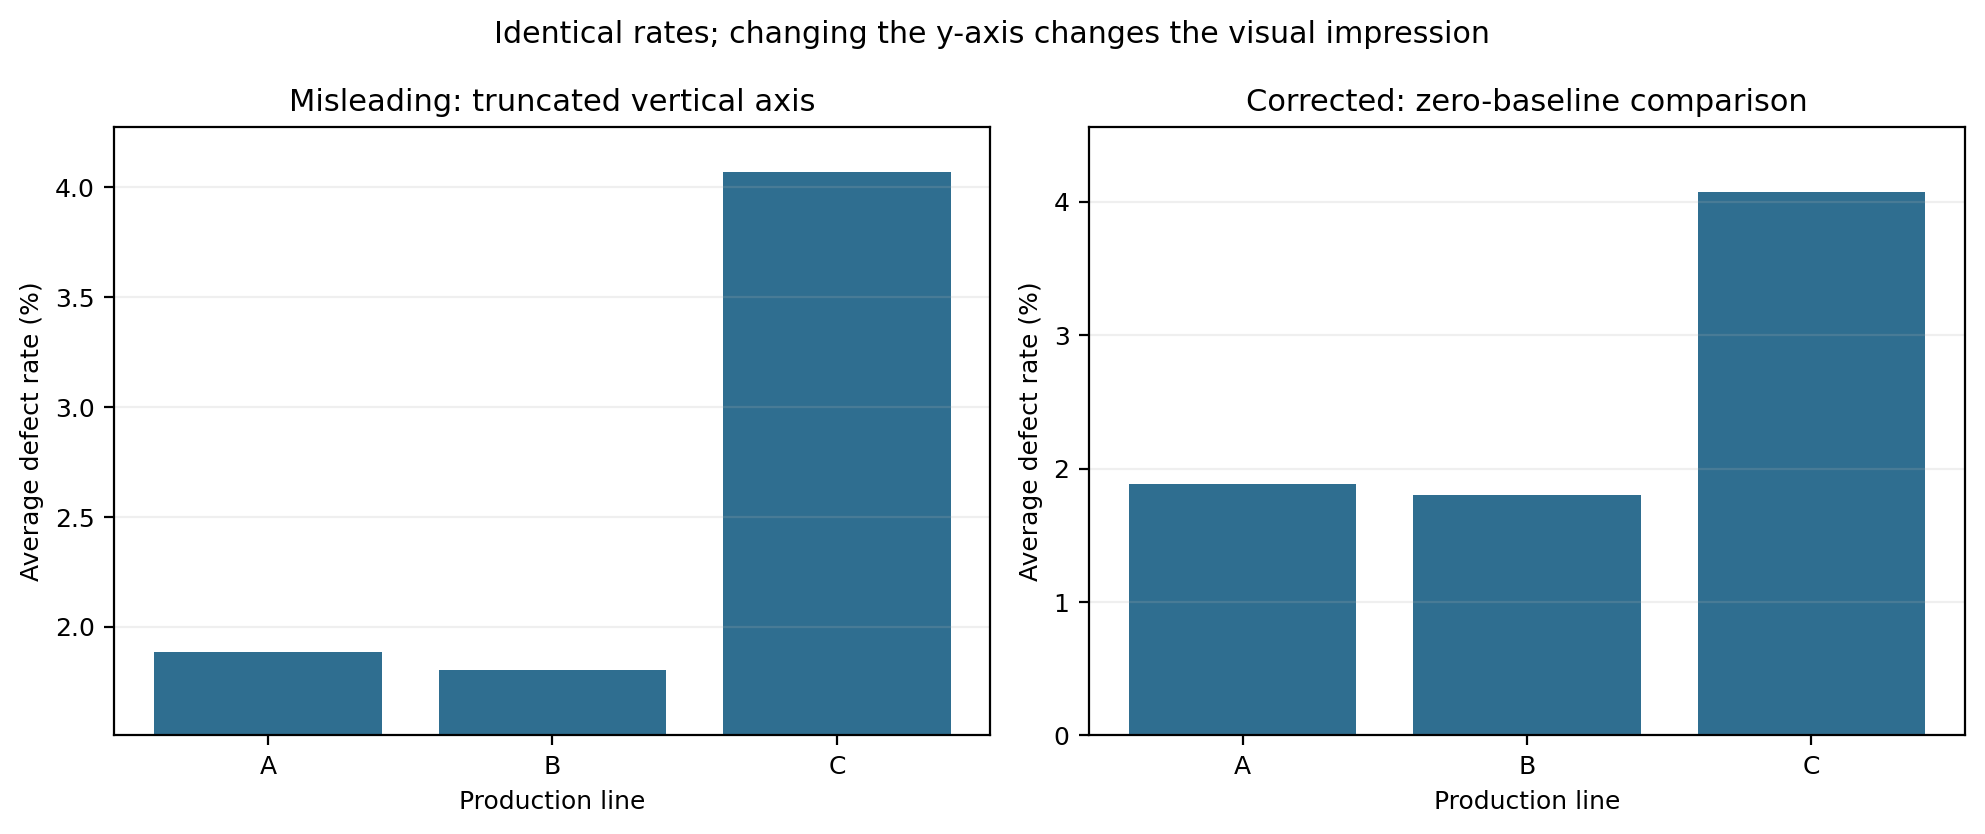 Identical rates; changing the y-axis changes the visual impression
Misleading: truncated vertical axis
Average defect rate (%)
4.0
3.5
3.0
2.5
2.0
A B C
Production line
Corrected: zero-baseline comparison
Average defect rate (%)
4
3
2
1
0
A B C
Production line